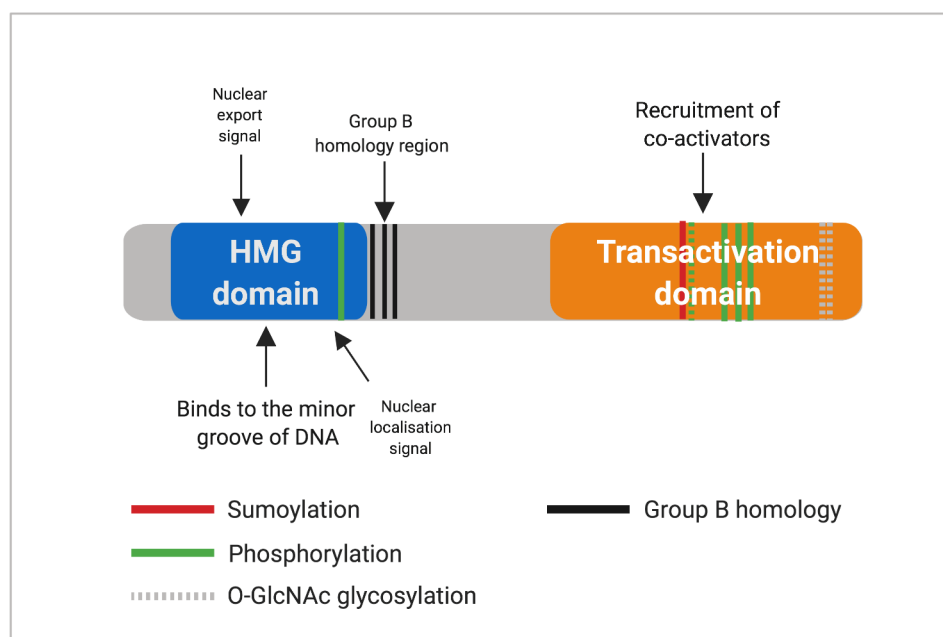 Nuclear
export
signal
Group B
homology region
Recruitment of
co-activators
HMG
domain
Transactivation
domain
Binds to the minor
groove of DNA
Nuclear
localisation
signal
Sumoylation
Group B homology
Phosphorylation
O-GlcNAc glycosylation